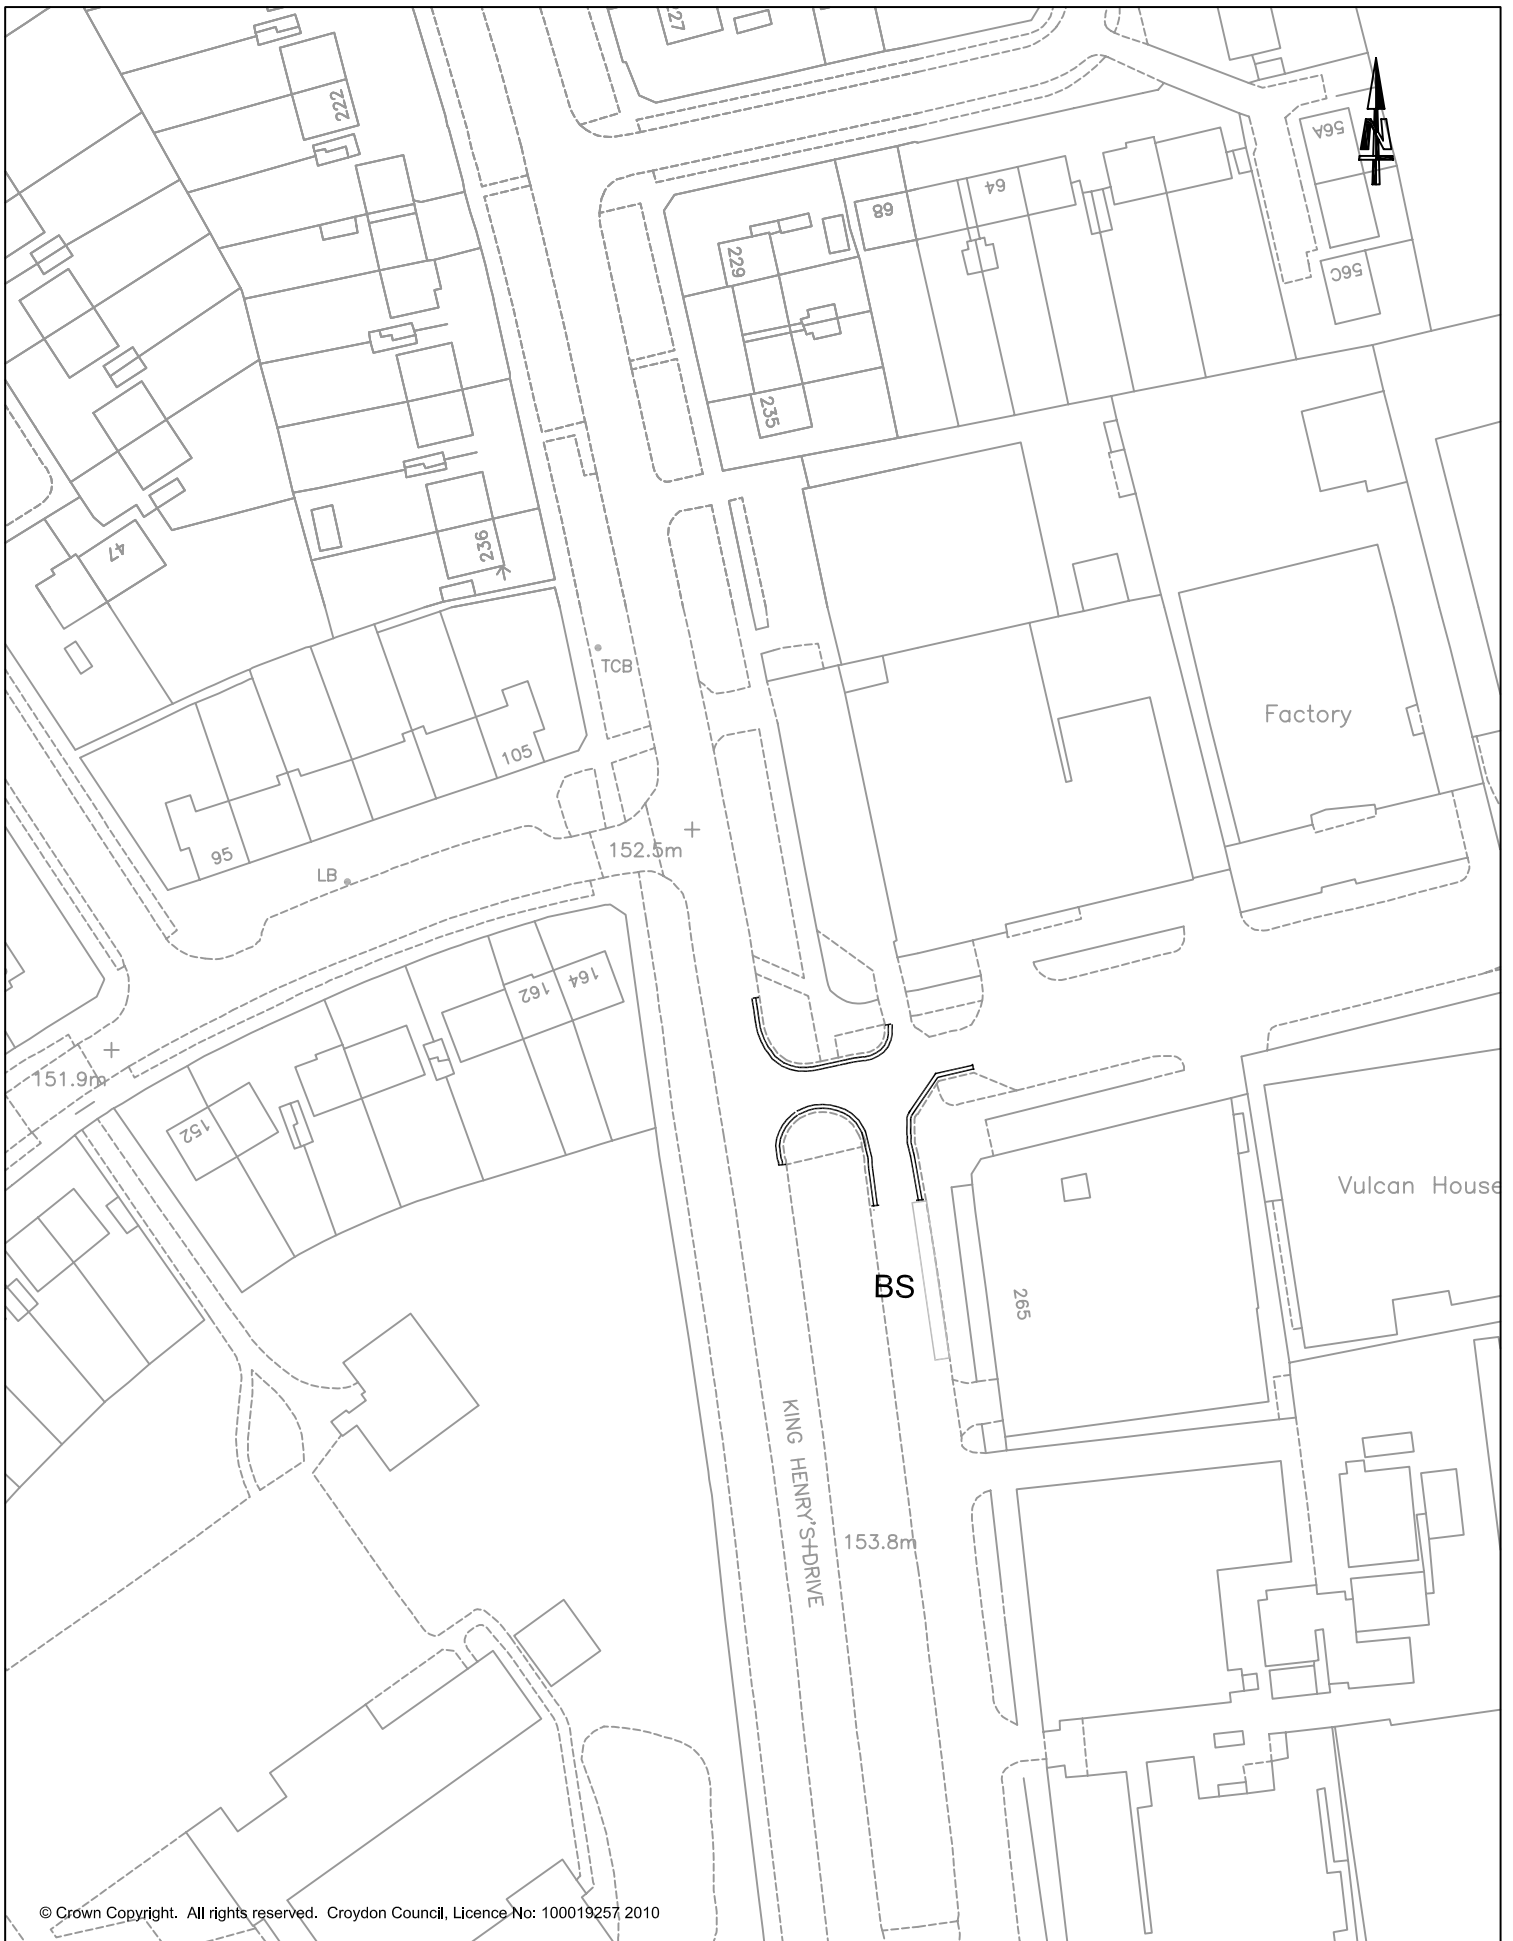 227
222
N
56A
64
68
229
56C
235
236
47
TCB
Factory
105
152.5m
95
LB
164
162
151.9m
152
Vulcan House
BS
265
KING HENRY'S DRIVE
153.8m
© Crown Copyright. All rights reserved. Croydon Council, Licence No: 100019257 2010